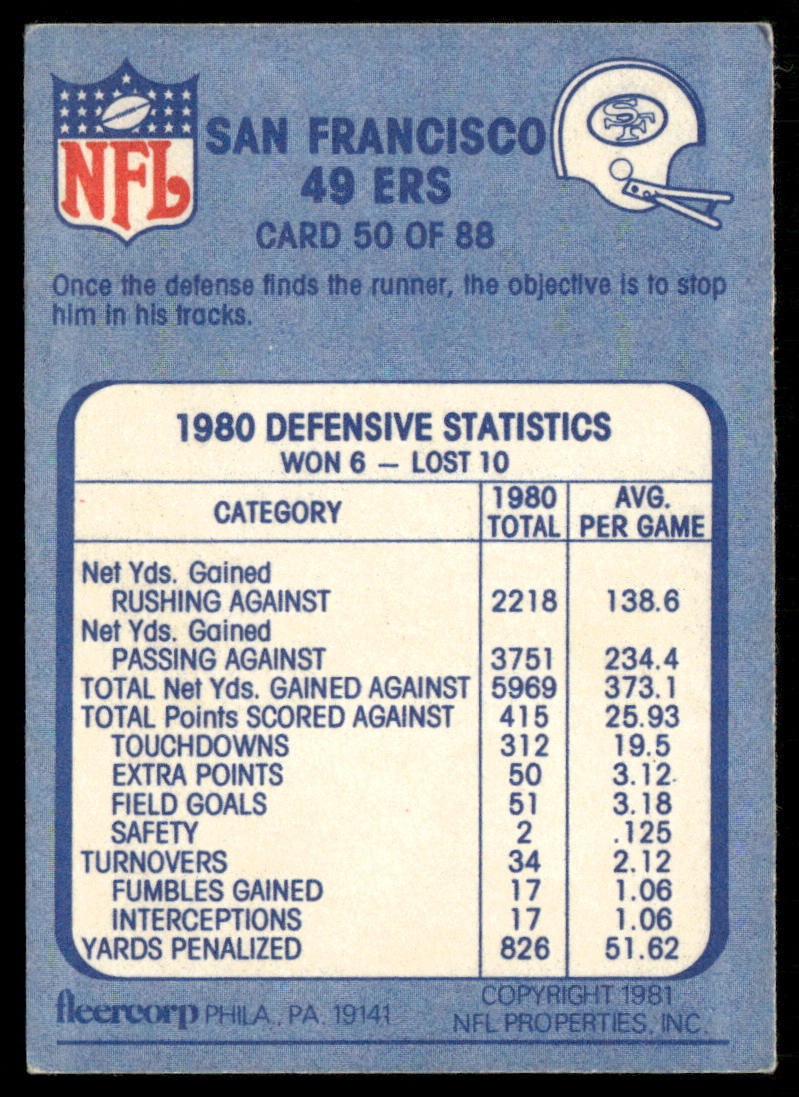 NFL
SAN FRANCISCO
SF
49 ERS
CARD 50 OF 88
Once the defense finds the runner, the objective is to stop
him in his tracks.
1980 DEFENSIVE STATISTICS
WON 6 — LOST 10
CATEGORY 1980 TOTAL AVG. PER GAME
Net Yds. Gained
RUSHING AGAINST 2218 138.6
Net Yds. Gained
PASSING AGAINST 3751 234.4
TOTAL Net Yds. GAINED AGAINST 5969 373.1
TOTAL Points SCORED AGAINST 415 25.93
TOUCHDOWNS 312 19.5
EXTRA POINTS 50 3.12
FIELD GOALS 51 3.18
SAFETY 2 .125
TURNOVERS 34 2.12
FUMBLES GAINED 17 1.06
INTERCEPTIONS 17 1.06
YARDS PENALIZED 826 51.62
fleercorp PHILA., PA. 19141
COPYRIGHT 1981
NFL PROPERTIES, INC.